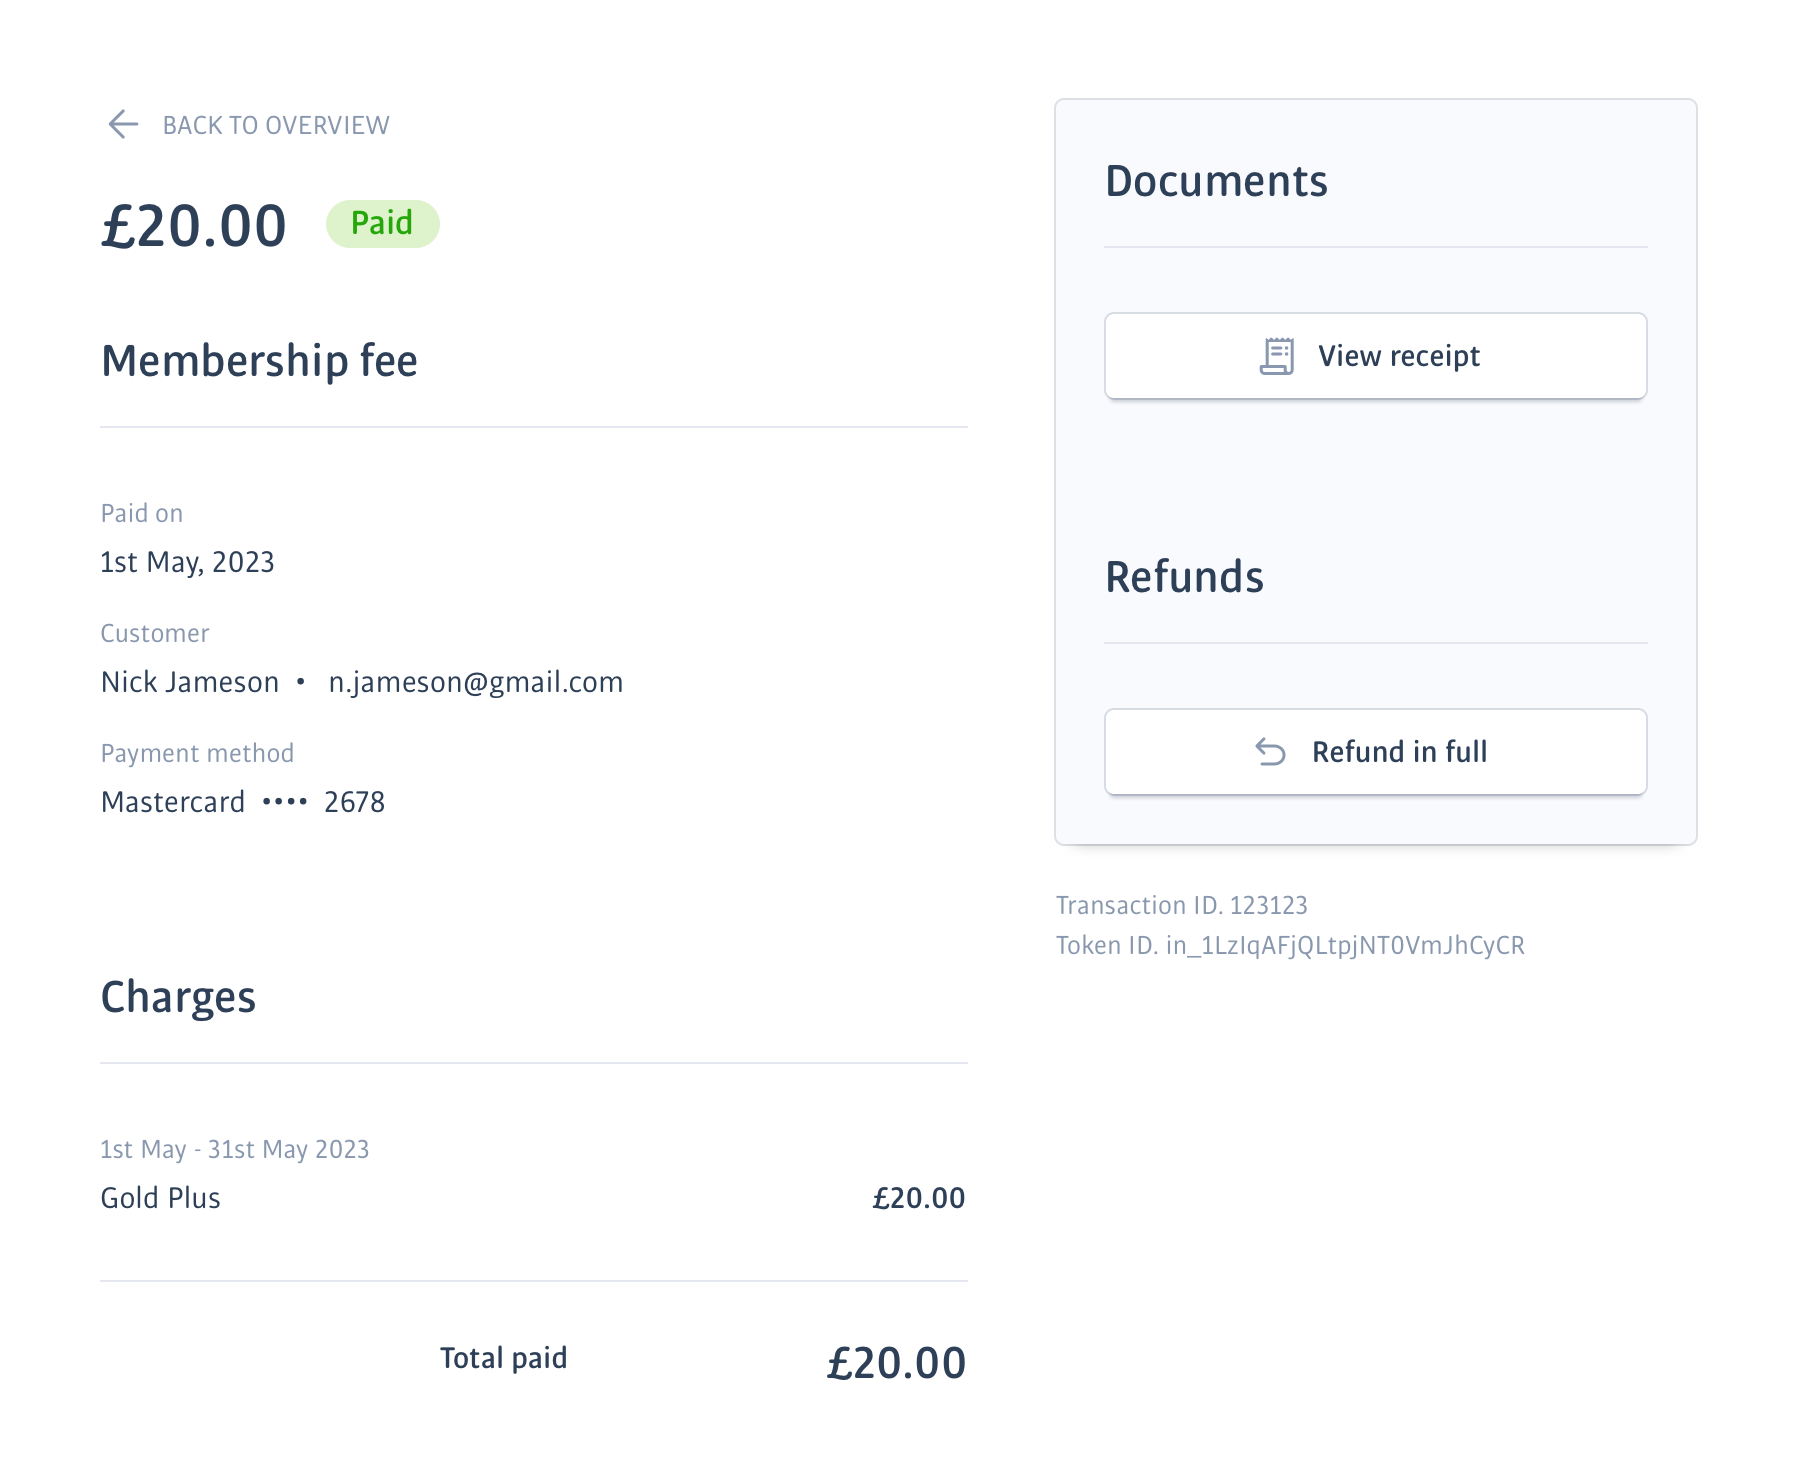 BACK TO OVERVIEW
£20.00
Paid
Membership fee
Paid on
1st May, 2023
Customer
Nick Jameson • n.jameson@gmail.com
Payment method
Mastercard •••• 2678
Charges
1st May - 31st May 2023
Gold Plus £20.00
Total paid £20.00
Documents
View receipt
Refunds
Refund in full
Transaction ID. 123123
Token ID. in_1LzIqAFjQLtpjNT0VmJhCyCR